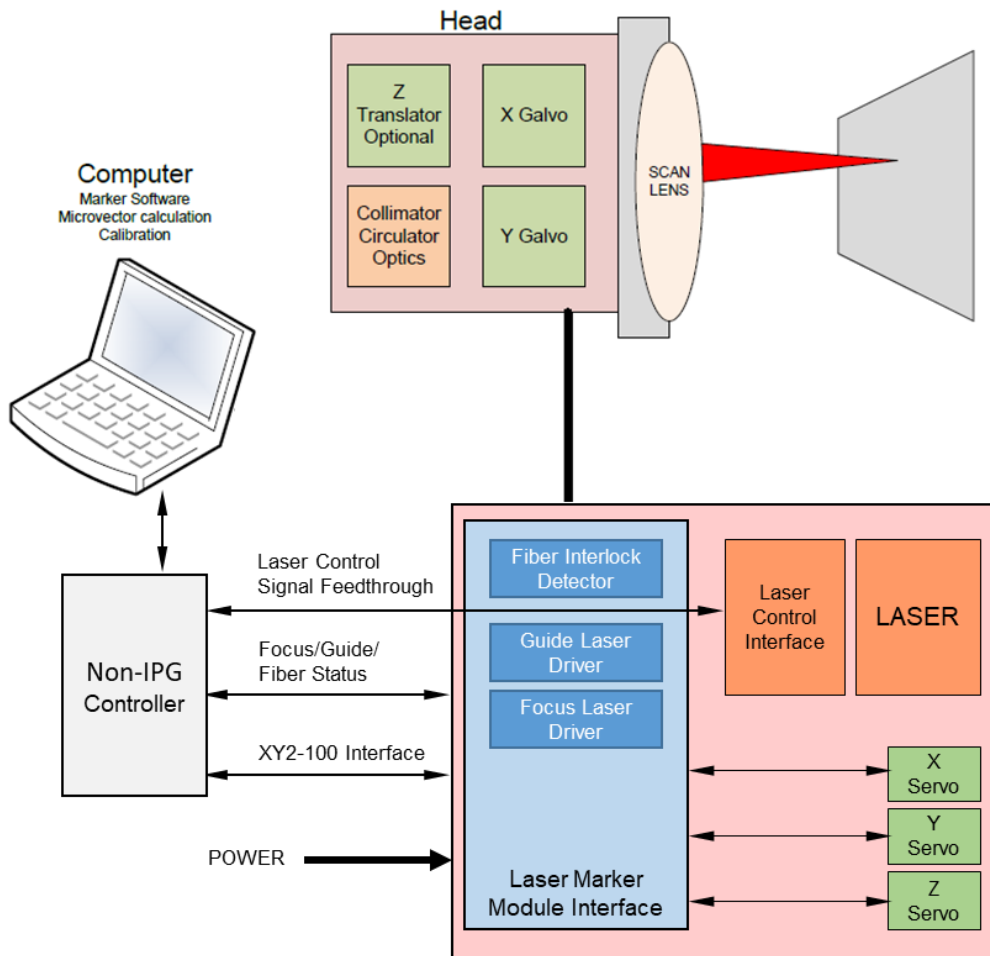 Head
Z
Translator
Optional
X Galvo
Collimator
Circulator
Optics
Y Galvo
SCAN
LENS
Computer
Marker Software
Microvector calculation
Calibration
Laser Control
Signal Feedthrough
Focus/Guide/
Fiber Status
XY2-100 Interface
POWER
Non-IPG
Controller
Fiber Interlock
Detector
Guide Laser
Driver
Focus Laser
Driver
Laser Marker
Module Interface
Laser
Control
Interface
LASER
X
Servo
Y
Servo
Z
Servo